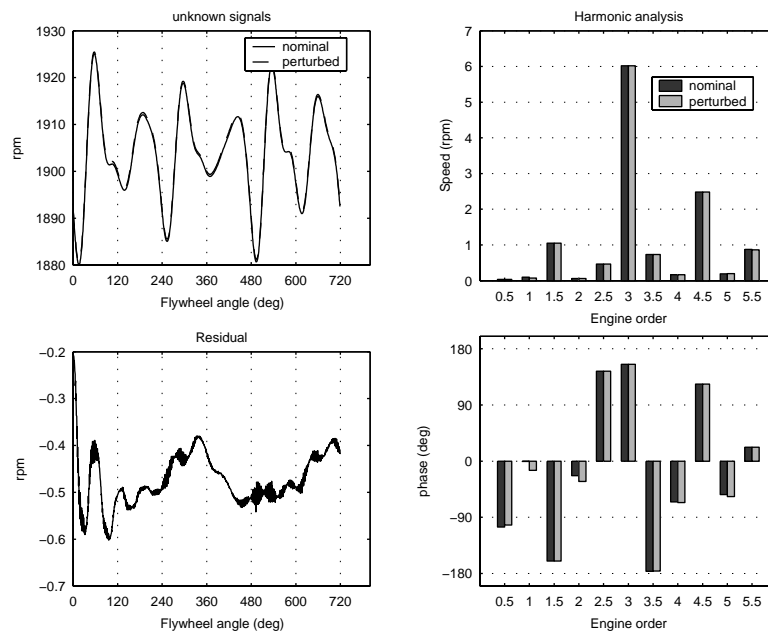 unknown signals
1930
1920
1910
1900
1890
1880
rpm
nominal
perturbed
0 120 240 360 480 600 720
Flywheel angle (deg)
Harmonic analysis
7
6
5
4
3
2
1
0
Speed (rpm)
nominal
perturbed
0.5 1 1.5 2 2.5 3 3.5 4 4.5 5 5.5
Engine order
Residual
−0.2
−0.3
−0.4
−0.5
−0.6
−0.7
rpm
0 120 240 360 480 600 720
Flywheel angle (deg)
180
90
0
−90
−180
phase (deg)
0.5 1 1.5 2 2.5 3 3.5 4 4.5 5 5.5
Engine order